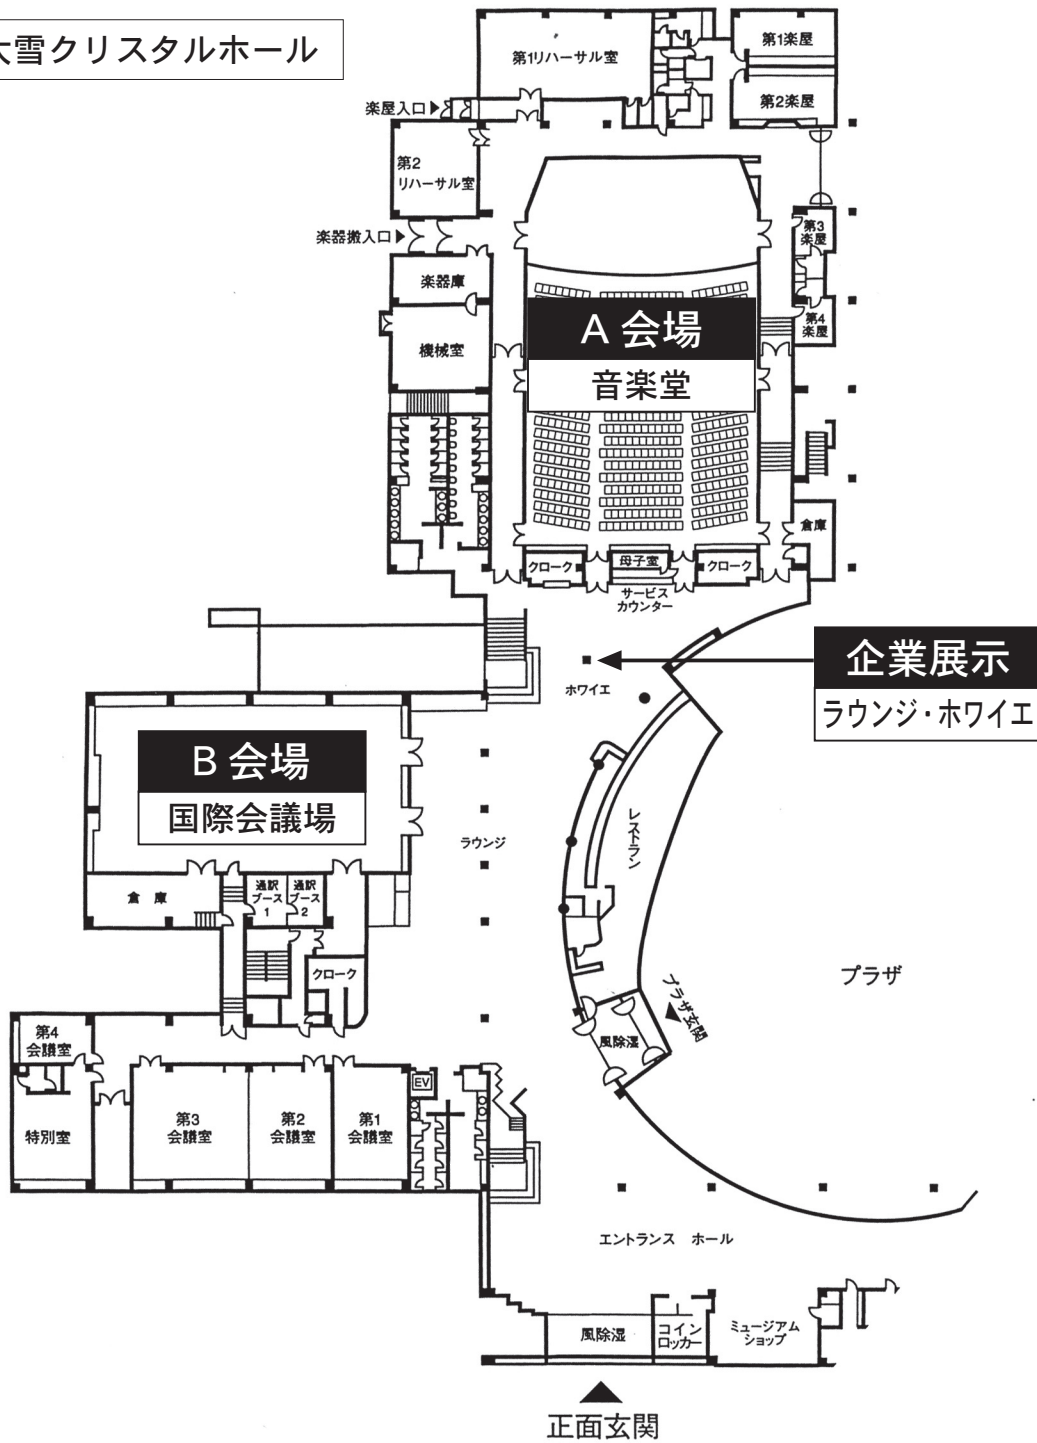 大雪クリスタルホール
第1リハーサル室
第1楽屋
第2楽屋
楽屋入口
第2
リハーサル室
楽器搬入口
第3
楽屋
楽器庫
第4
楽屋
機械室
A 会場
音楽堂
倉庫
クローク
母子室
クローク
サービス
カウンター
企業展示
ラウンジ・ホワイエ
ホワイエ
B 会場
国際会議場
ラウンジ
レストラン
倉庫
通訳
ブース
1
通訳
ブース
2
クローク
プラザ
プラザ玄関
風除湿
第4
会議室
EV
特別室
第3
会議室
第2
会議室
第1
会議室
エントランス ホール
風除湿
コイン
ロッカー
ミュージアム
ショップ
正面玄関